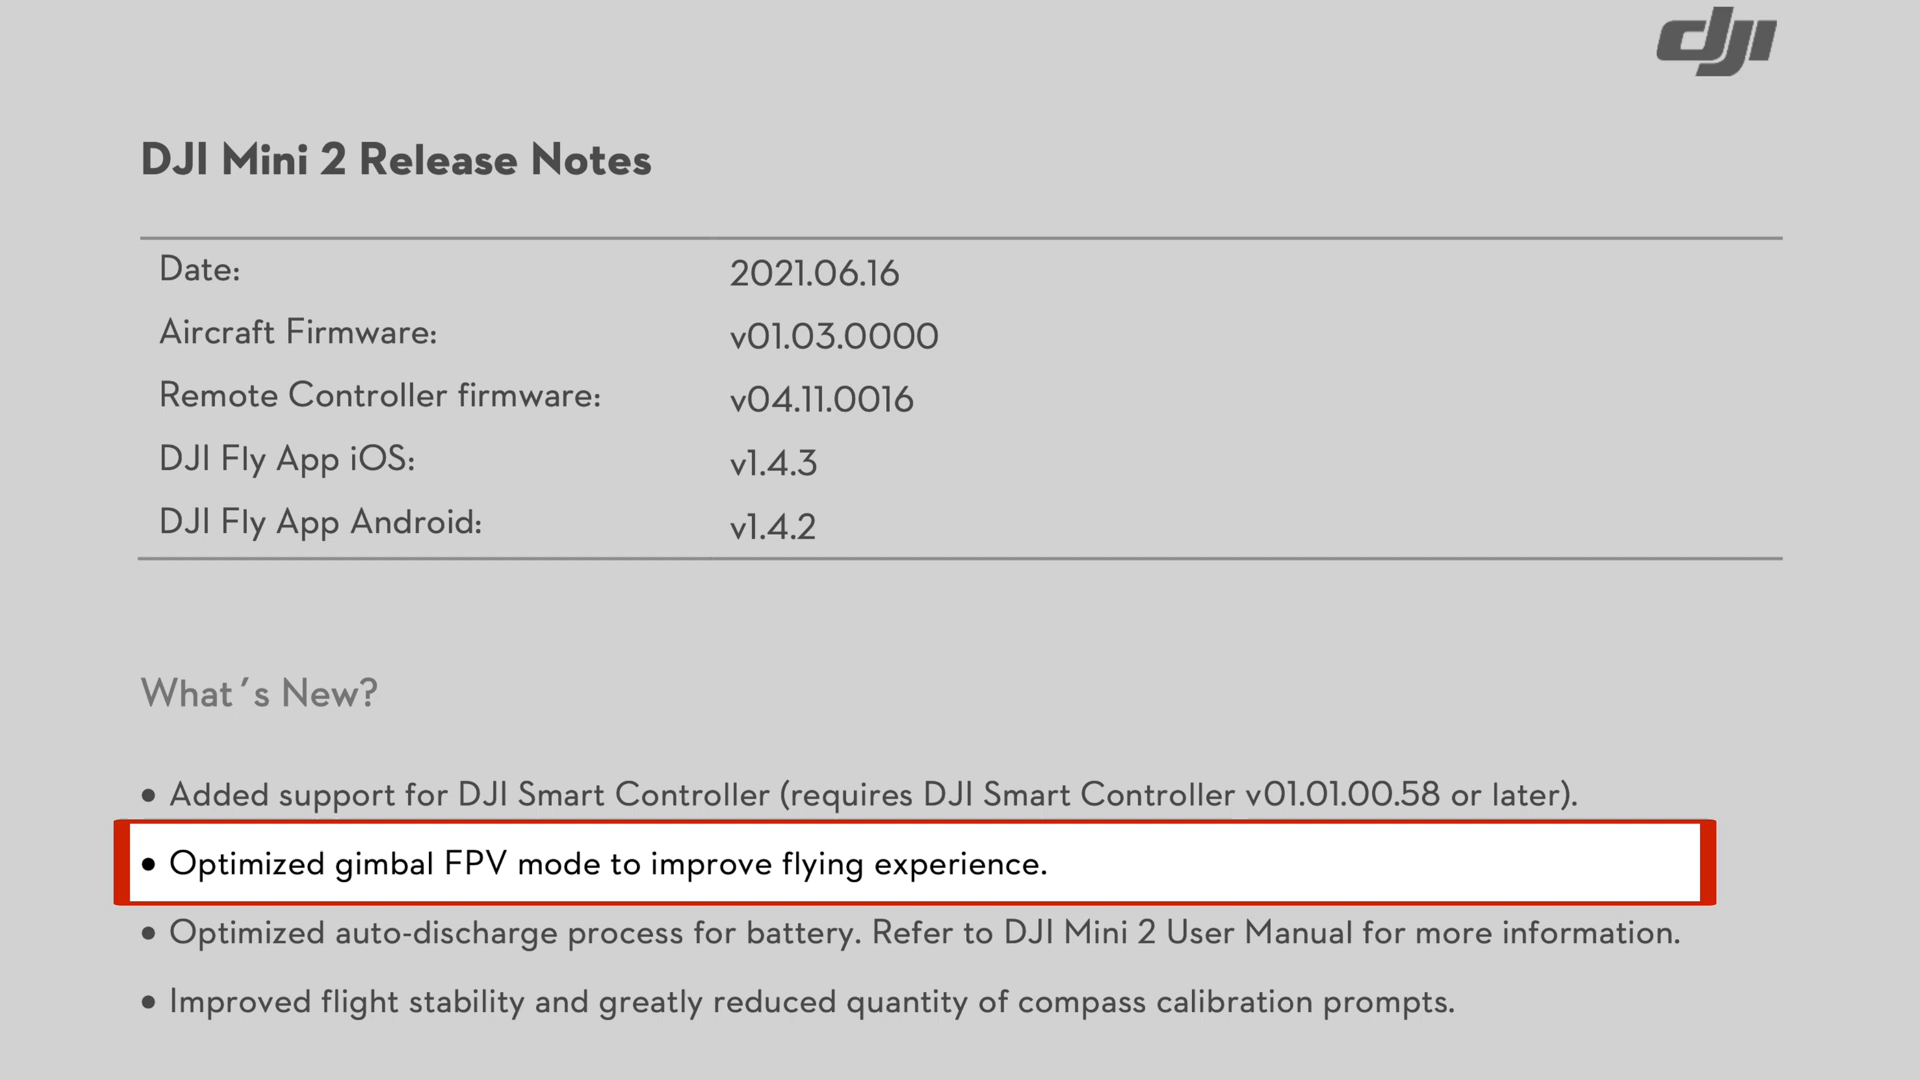 dji
DJI Mini 2 Release Notes
Date: 2021.06.16
Aircraft Firmware: v01.03.0000
Remote Controller firmware: v04.11.0016
DJI Fly App iOS: v1.4.3
DJI Fly App Android: v1.4.2
What´s New?
• Added support for DJI Smart Controller (requires DJI Smart Controller v01.01.00.58 or later).
• Optimized gimbal FPV mode to improve flying experience.
• Optimized auto-discharge process for battery. Refer to DJI Mini 2 User Manual for more information.
• Improved flight stability and greatly reduced quantity of compass calibration prompts.